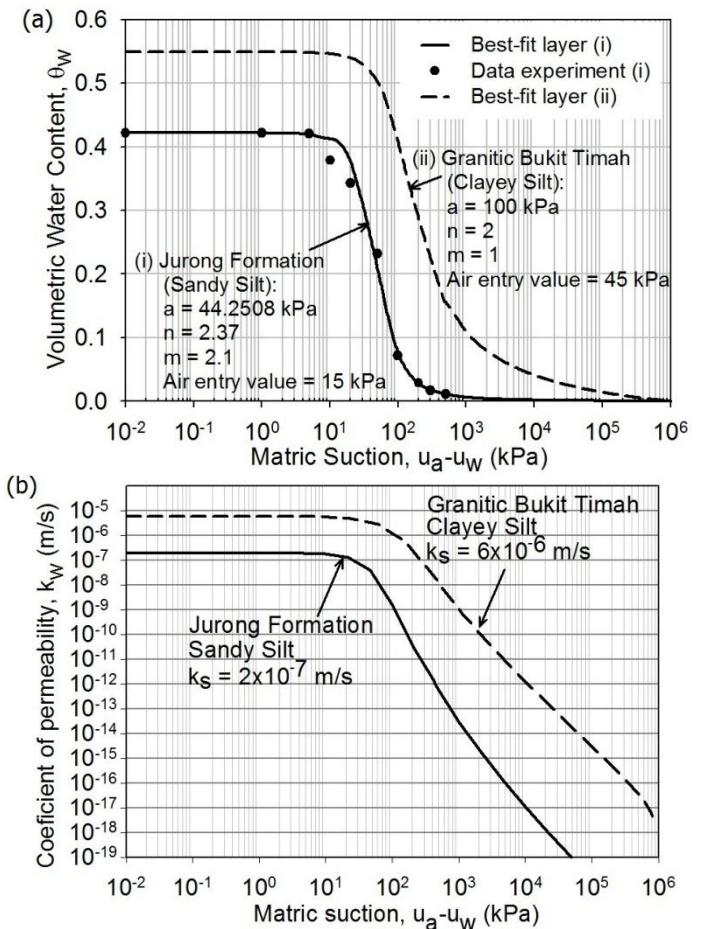 (a)
0.6
0.5
0.4
0.3
0.2
0.1
0.0
Volumetric Water Content, θw
Best-fit layer (i)
Data experiment (i)
Best-fit layer (ii)
(ii) Granitic Bukit Timah
(Clayey Silt):
a = 100 kPa
n = 2
m = 1
Air entry value = 45 kPa
(i) Jurong Formation
(Sandy Silt):
a = 44.2508 kPa
n = 2.37
m = 2.1
Air entry value = 15 kPa
10-2 10-1 100 101 102 103 104 105 106
Matric Suction, ua-uw (kPa)
(b)
10-5
10-6
10-7
10-8
10-9
10-10
10-11
10-12
10-13
10-14
10-15
10-16
10-17
10-18
10-19
Coeficient of permeability, kw (m/s)
Granitic Bukit Timah
Clayey Silt
ks = 6x10-6 m/s
Jurong Formation
Sandy Silt
ks = 2x10-7 m/s
10-2 10-1 100 101 102 103 104 105 106
Matric suction, ua-uw (kPa)